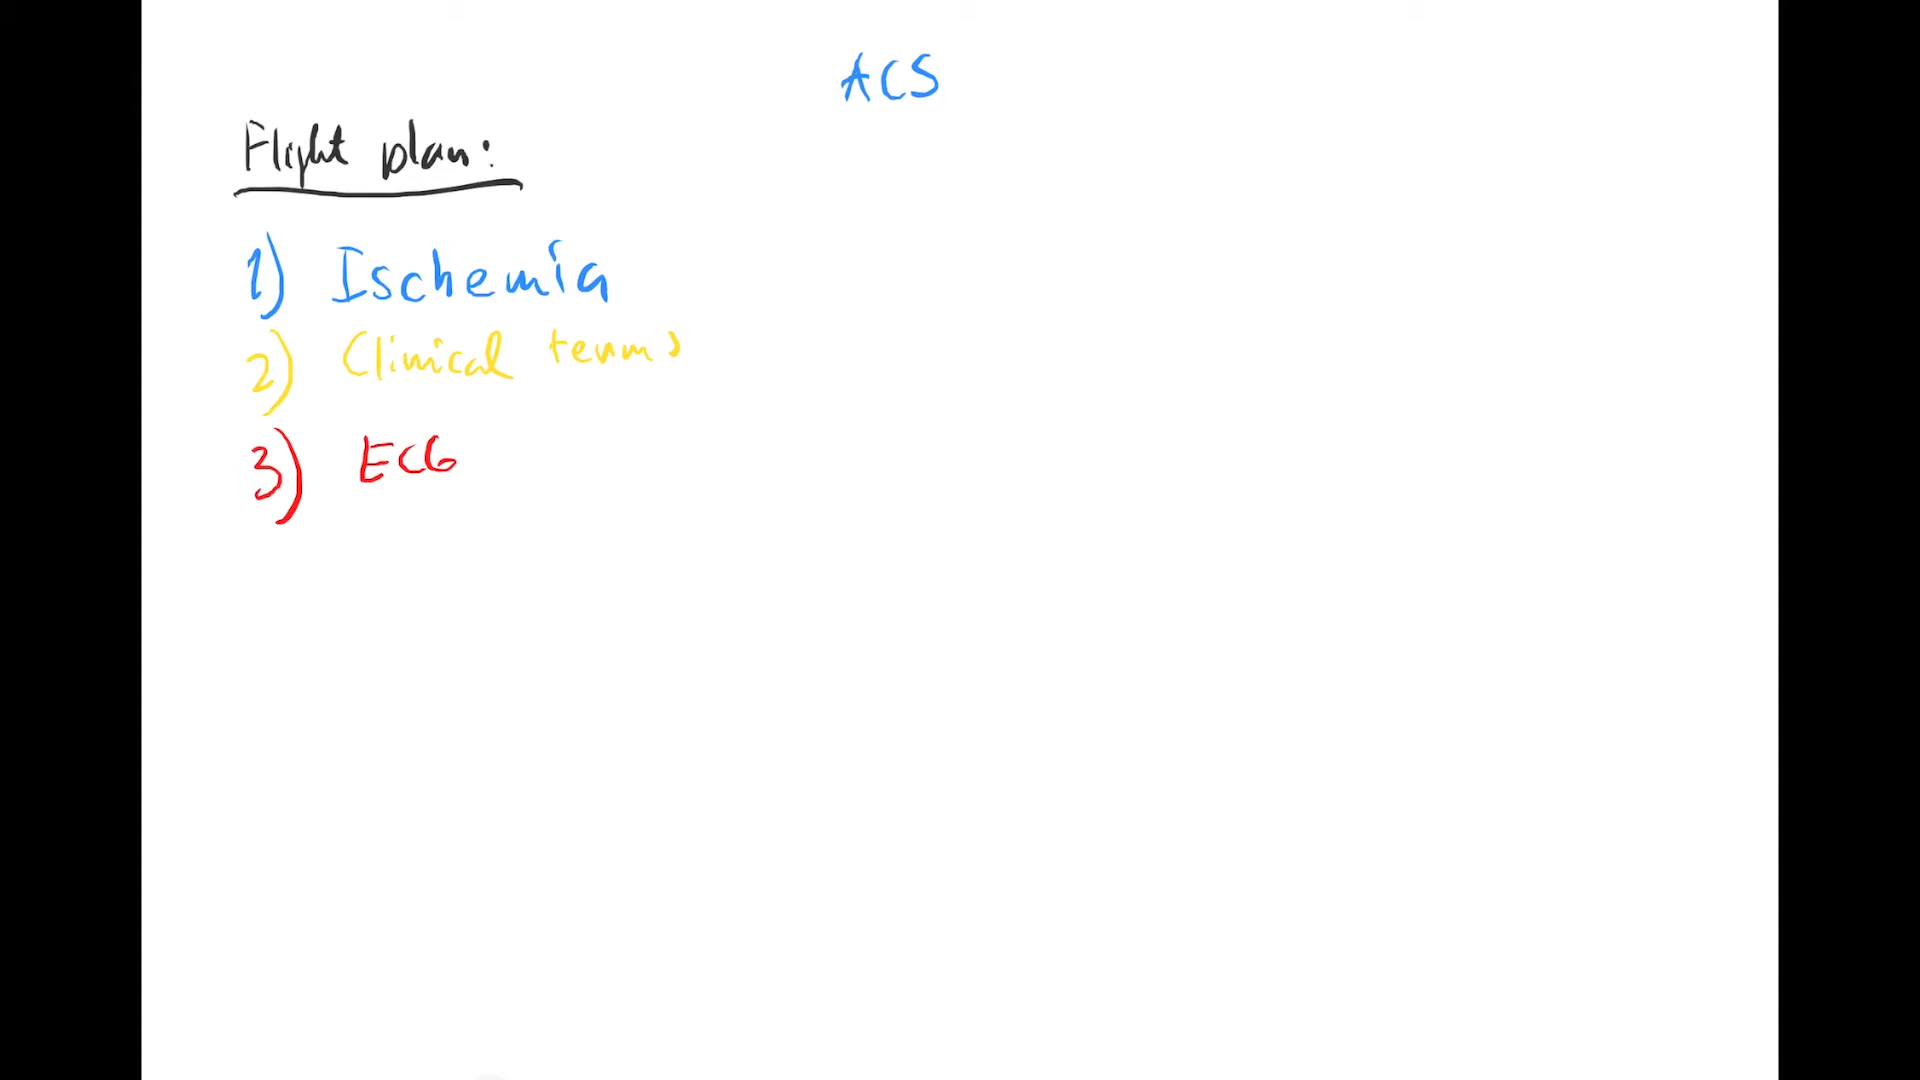 ACS
Flight plan:
1) Ischemia
2) Clinical terms
3) ECG